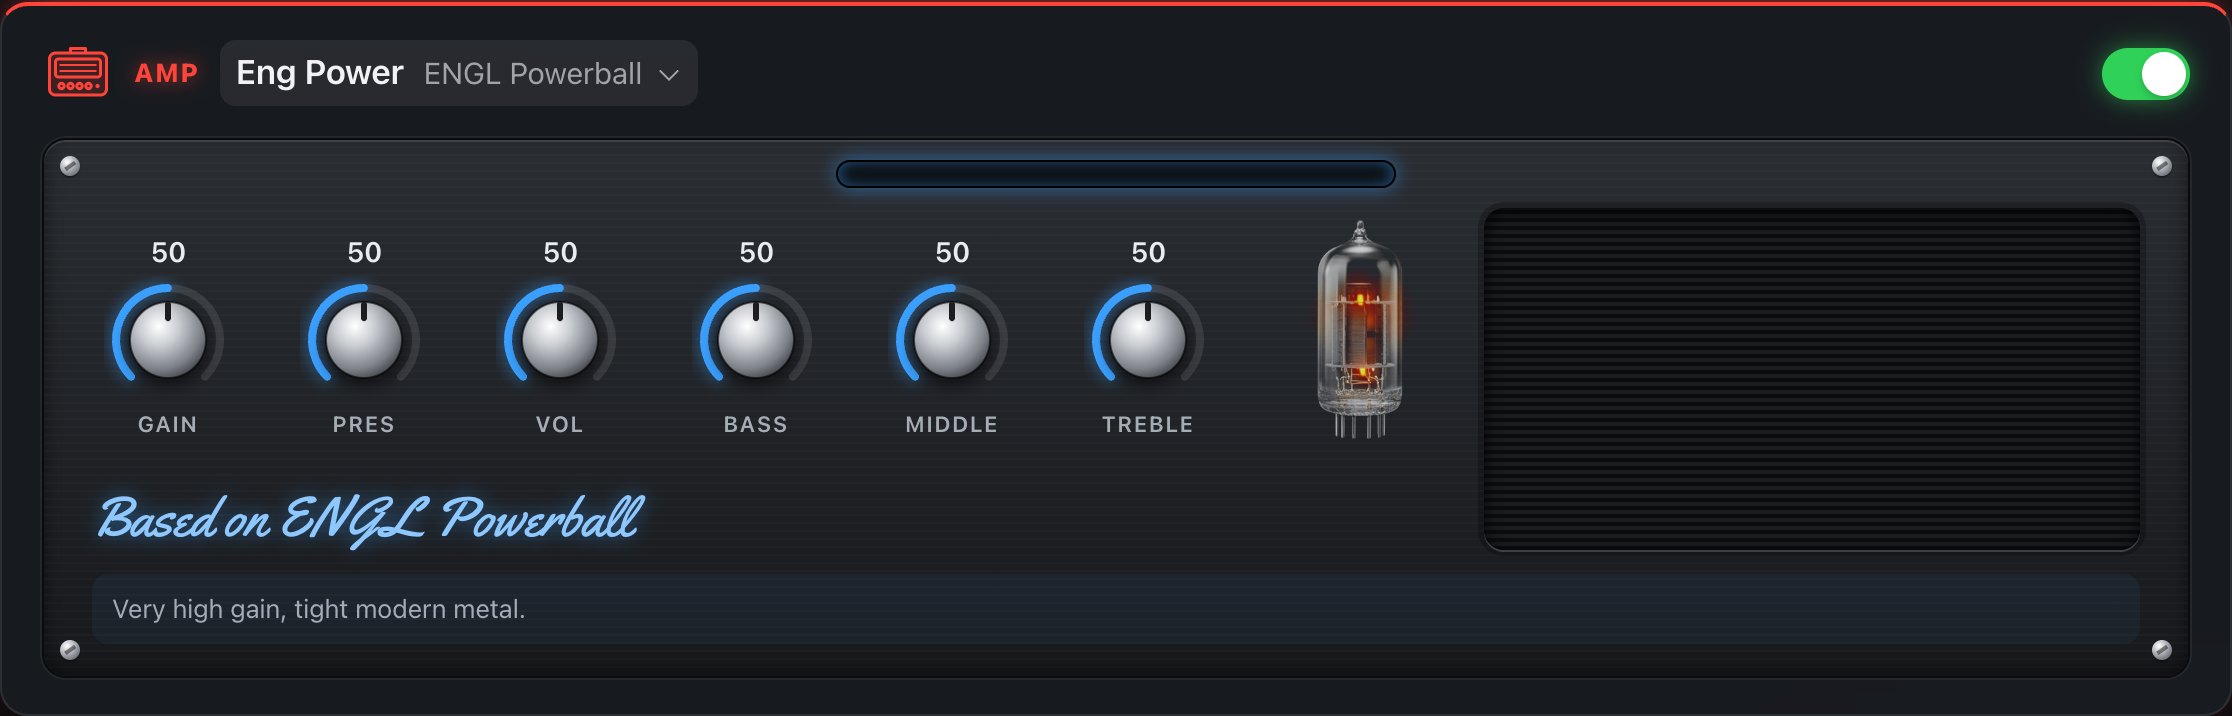 AMP Eng Power ENGL Powerball
50 50 50 50 50 50
GAIN PRES VOL BASS MIDDLE TREBLE
Based on ENGL Powerball
Very high gain, tight modern metal.